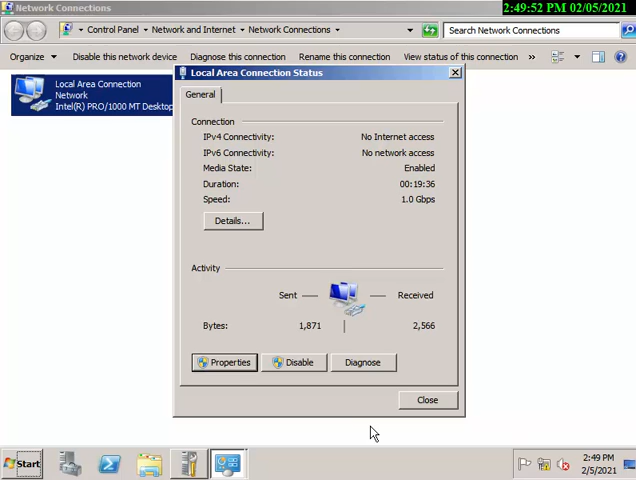 Network Connections
2:49:52 PM 02/05/2021
Control Panel
Network and Internet
Network Connections
Search Network Connections
Organize
Disable this network device
Diagnose this connection
Rename this connection
View status of this connection
»
Local Area Connection
Network
Intel(R) PRO/1000 MT Desktop
Local Area Connection Status
General
Connection
IPv4 Connectivity: No Internet access
IPv6 Connectivity: No network access
Media State: Enabled
Duration: 00:19:36
Speed: 1.0 Gbps
Details...
Activity
Sent — — Received
Bytes: 1,871 2,566
Properties
Disable
Diagnose
Close
Start
2:49 PM
2/5/2021